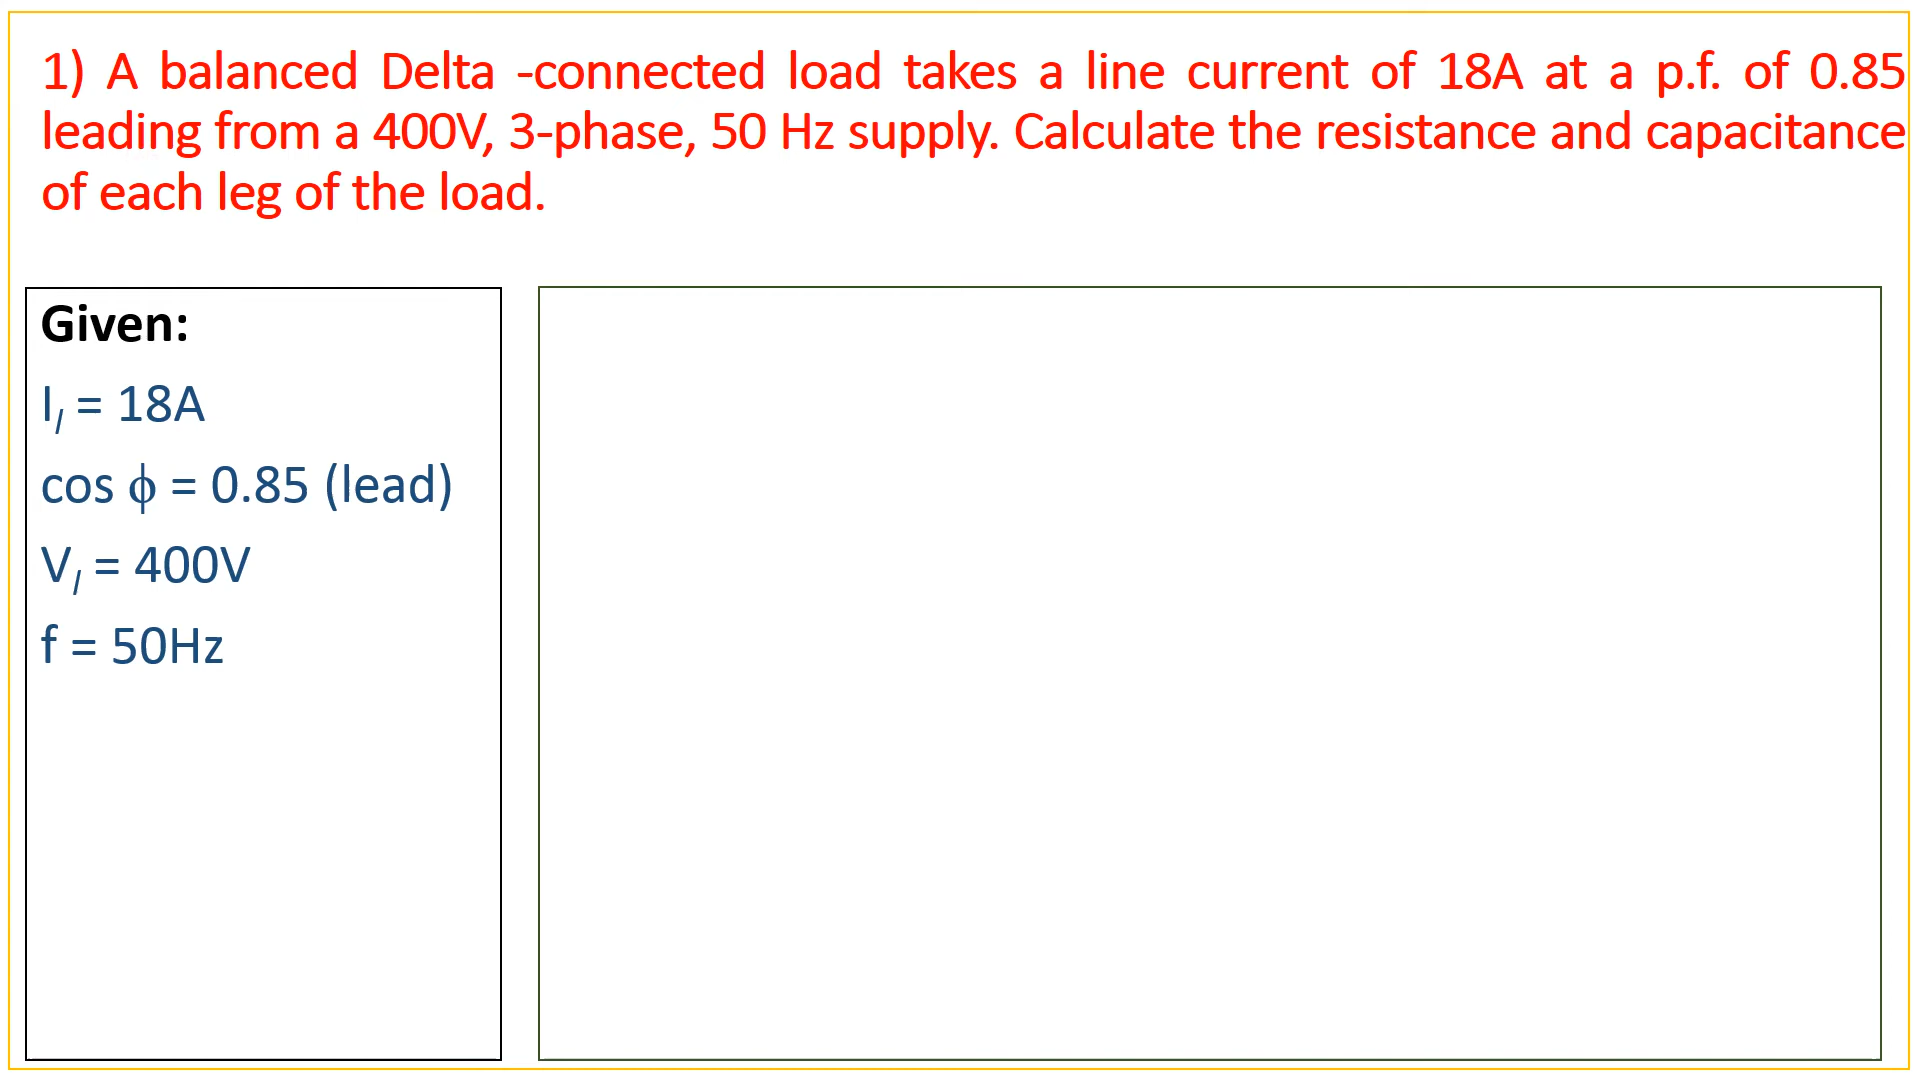 1) A balanced Delta -connected load takes a line current of 18A at a p.f. of 0.85
leading from a 400V, 3-phase, 50 Hz supply. Calculate the resistance and capacitance
of each leg of the load.
Given:
I_l = 18A
cos ϕ = 0.85 (lead)
V_l = 400V
f = 50Hz